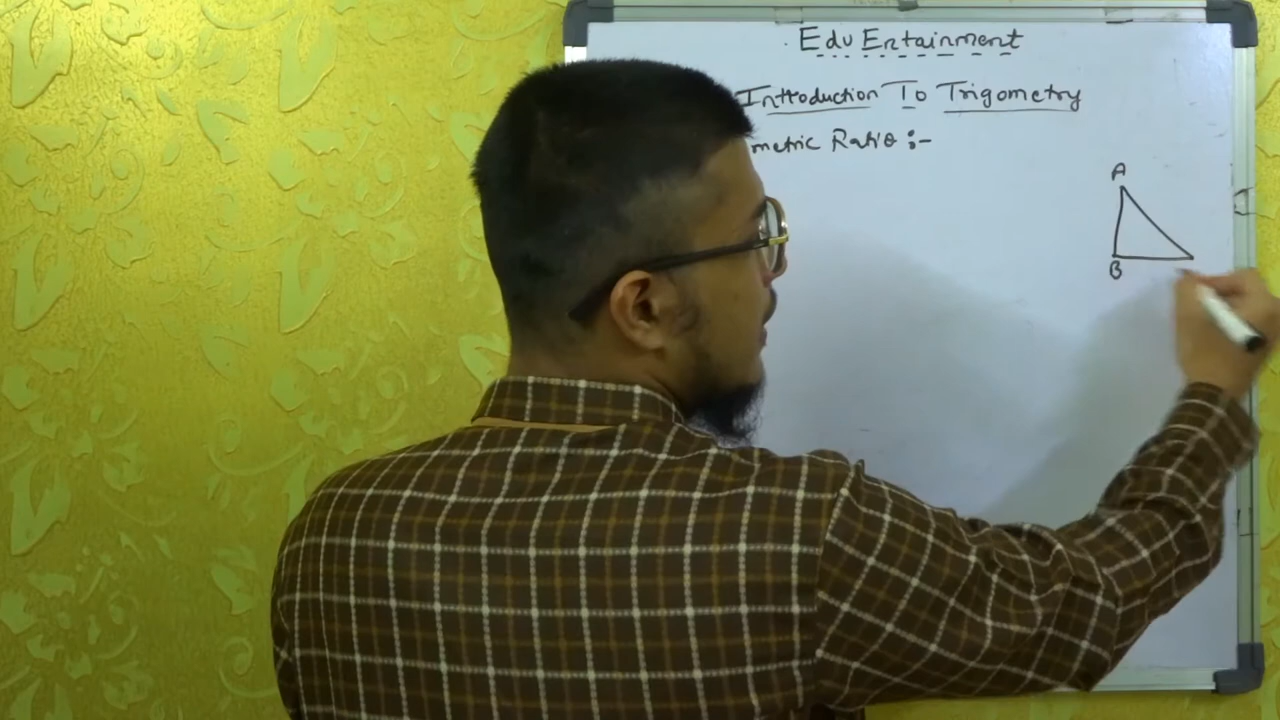 Edu Entainment
Introduction To Trigometry
metric Ratio :-
A
B